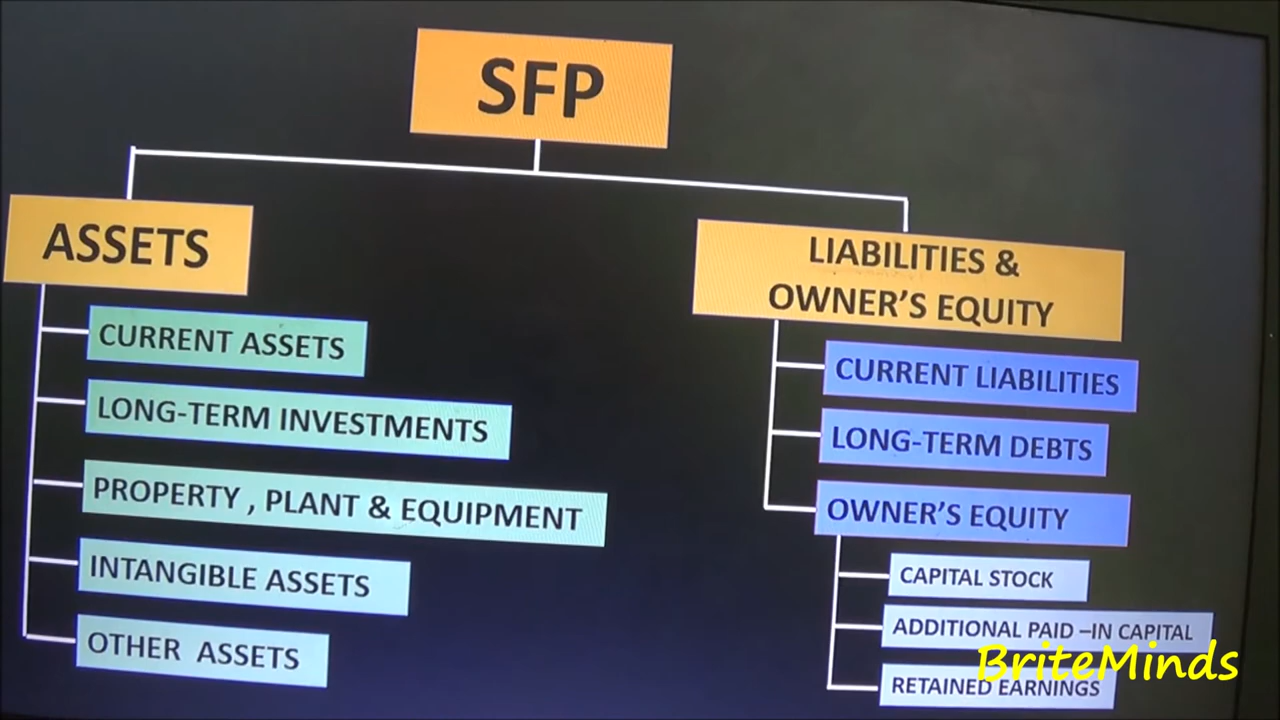 SFP
ASSETS
CURRENT ASSETS
LONG-TERM INVESTMENTS
PROPERTY , PLANT & EQUIPMENT
INTANGIBLE ASSETS
OTHER ASSETS
LIABILITIES &
OWNER'S EQUITY
CURRENT LIABILITIES
LONG-TERM DEBTS
OWNER'S EQUITY
CAPITAL STOCK
ADDITIONAL PAID –IN CAPITAL
RETAINED EARNINGS
BriteMinds